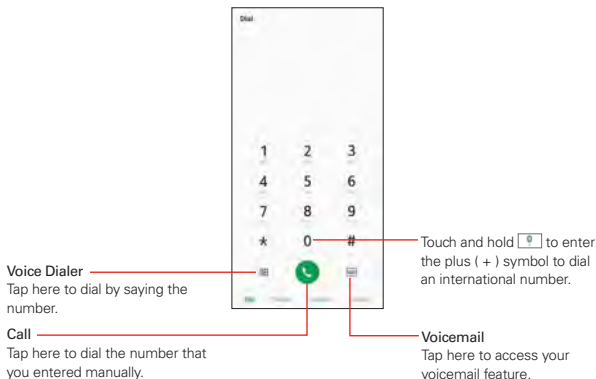 Dial
1 2 3
4 5 6
7 8 9
* 0 #
Voice Dialer
Tap here to dial by saying the
number.
Call
Tap here to dial the number that
you entered manually.
Touch and hold 0 to enter
the plus ( + ) symbol to dial
an international number.
Voicemail
Tap here to access your
voicemail feature.